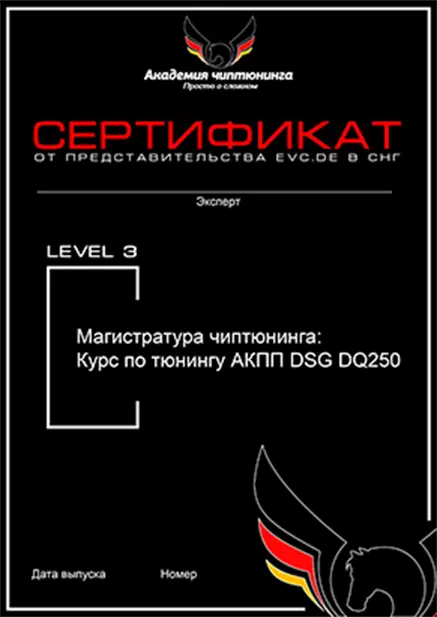 Академия чиптюнинга
Просто о сложном
СЕРТИФИКАТ
ОТ ПРЕДСТАВИТЕЛЬСТВА EVC.DE В СНГ
Эксперт
LEVEL 3
Магистратура чиптюнинга:
Курс по тюнингу АКПП DSG DQ250
Дата выпуска Номер